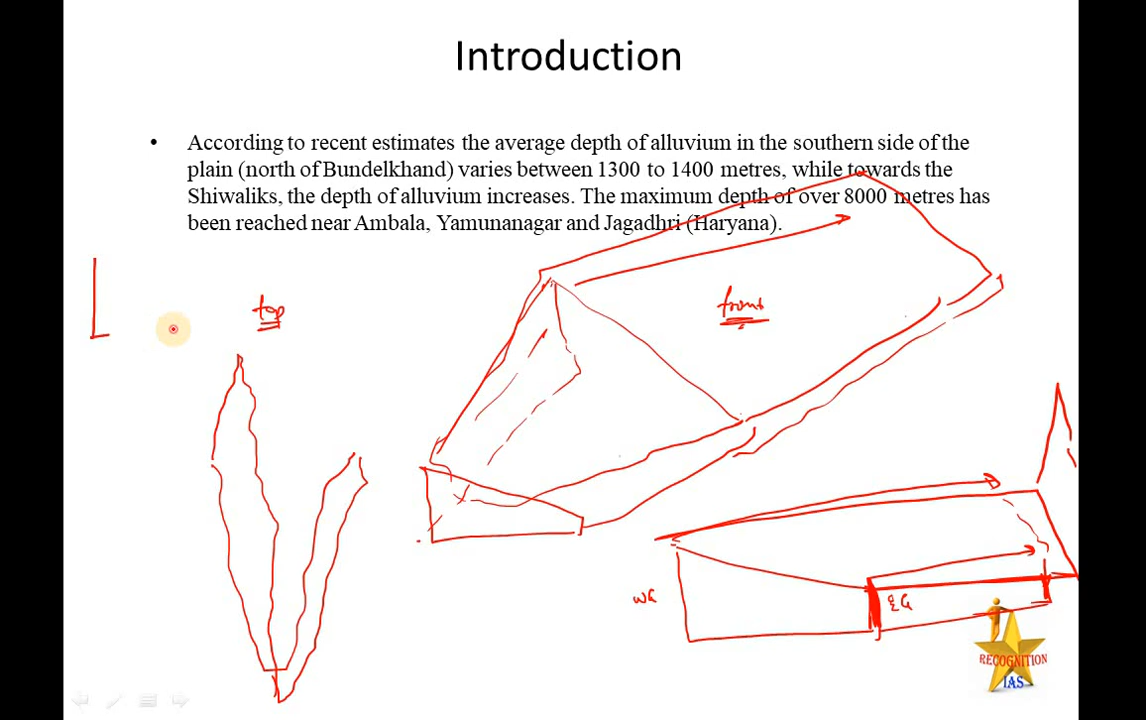 Introduction
• According to recent estimates the average depth of alluvium in the southern side of the
plain (north of Bundelkhand) varies between 1300 to 1400 metres, while towards the
Shiwaliks, the depth of alluvium increases. The maximum depth of over 8000 metres has
been reached near Ambala, Yamunanagar and Jagadhri (Haryana).
top
front
WG
EG
RECOGNITION
IAS